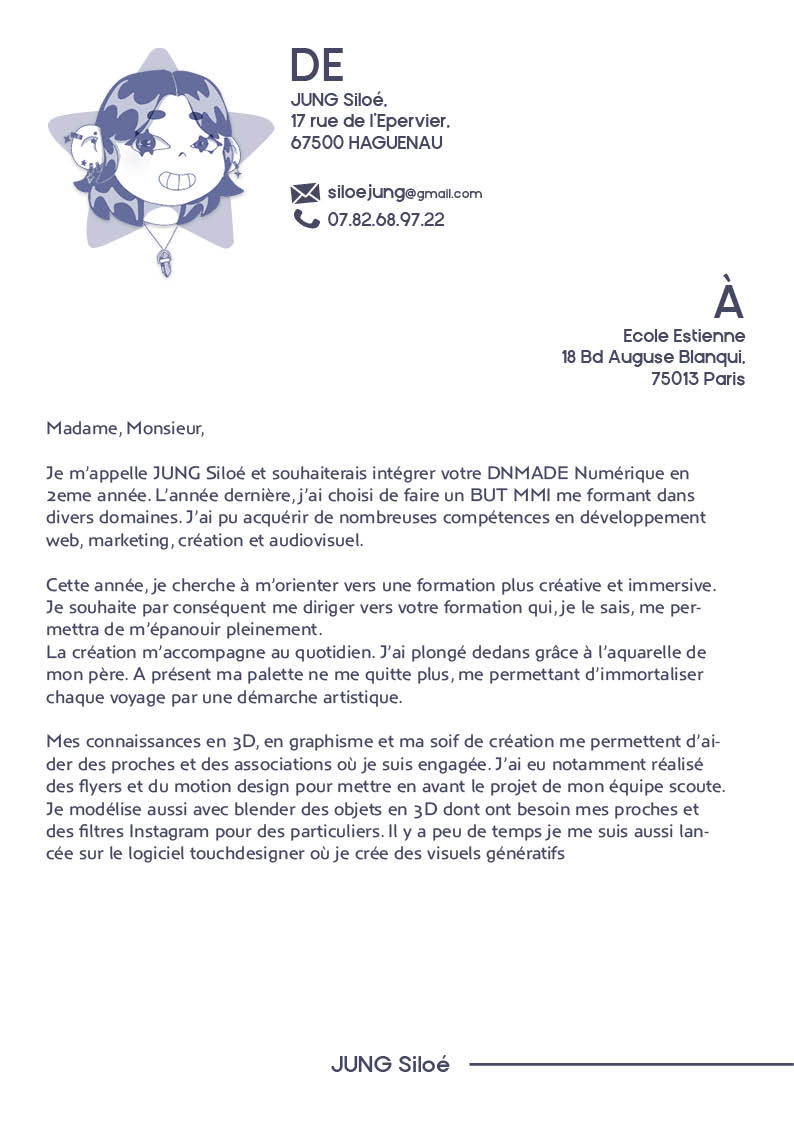 DE
JUNG Siloé,
17 rue de l'Epervier,
67500 HAGUENAU
siloejung@gmail.com
07.82.68.97.22
À
Ecole Estienne
18 Bd Auguse Blanqui,
75013 Paris
Madame, Monsieur,
Je m'appelle JUNG Siloé et souhaiterais intégrer votre DNMADE Numérique en
2eme année. L'année dernière, j'ai choisi de faire un BUT MMI me formant dans
divers domaines. J'ai pu acquérir de nombreuses compétences en développement
web, marketing, création et audiovisuel.
Cette année, je cherche à m'orienter vers une formation plus créative et immersive.
Je souhaite par conséquent me diriger vers votre formation qui, je le sais, me per-
mettra de m'épanouir pleinement.
La création m'accompagne au quotidien. J'ai plongé dedans grâce à l'aquarelle de
mon père. A présent ma palette ne me quitte plus, me permettant d'immortaliser
chaque voyage par une démarche artistique.
Mes connaissances en 3D, en graphisme et ma soif de création me permettent d'ai-
der des proches et des associations où je suis engagée. J'ai eu notamment réalisé
des flyers et du motion design pour mettre en avant le projet de mon équipe scoute.
Je modélise aussi avec blender des objets en 3D dont ont besoin mes proches et
des filtres Instagram pour des particuliers. Il y a peu de temps je me suis aussi lan-
cée sur le logiciel touchdesigner où je crée des visuels génératifs
JUNG Siloé